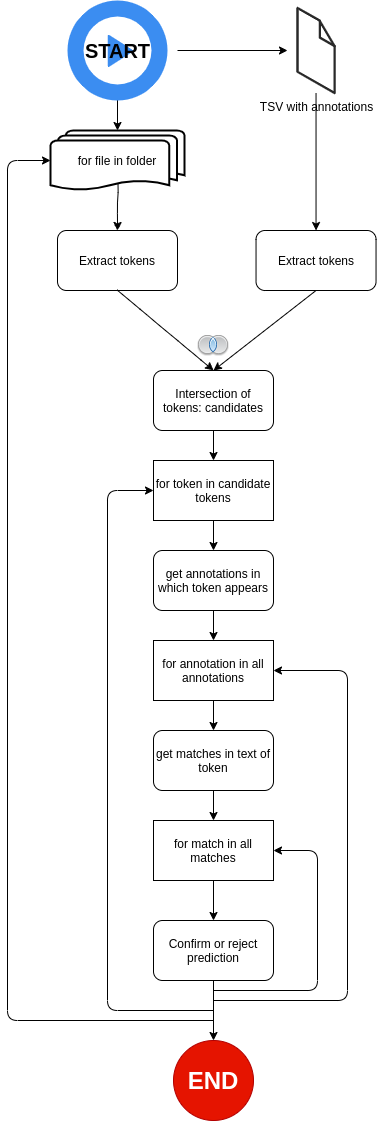 START
TSV with annotations
for file in folder
Extract tokens
Extract tokens
Intersection of
tokens: candidates
for token in candidate
tokens
get annotations in
which token appears
for annotation in all
annotations
get matches in text of
token
for match in all
matches
Confirm or reject
prediction
END